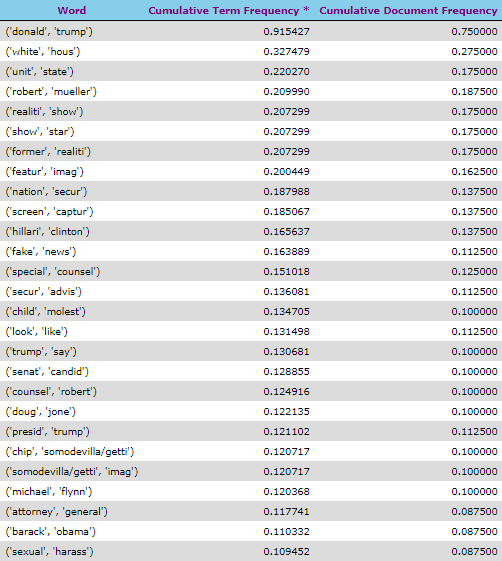 Word Cumulative Term Frequency * Cumulative Document Frequency
('donald', 'trump') 0.915427 0.750000
('white', 'hous') 0.327479 0.275000
('unit', 'state') 0.220270 0.175000
('robert', 'mueller') 0.209990 0.187500
('realiti', 'show') 0.207299 0.175000
('show', 'star') 0.207299 0.175000
('former', 'realiti') 0.207299 0.175000
('featur', 'imag') 0.200449 0.162500
('nation', 'secur') 0.187988 0.137500
('screen', 'captur') 0.185067 0.137500
('hillari', 'clinton') 0.165637 0.137500
('fake', 'news') 0.163889 0.112500
('special', 'counsel') 0.151018 0.125000
('secur', 'advis') 0.136081 0.112500
('child', 'molest') 0.134705 0.100000
('look', 'like') 0.131498 0.112500
('trump', 'say') 0.130681 0.100000
('senat', 'candid') 0.128855 0.100000
('counsel', 'robert') 0.124916 0.100000
('doug', 'jone') 0.122135 0.100000
('presid', 'trump') 0.121102 0.112500
('chip', 'somodevilla/getti') 0.120717 0.100000
('somodevilla/getti', 'imag') 0.120717 0.100000
('michael', 'flynn') 0.120368 0.100000
('attorney', 'general') 0.117741 0.087500
('barack', 'obama') 0.110332 0.087500
('sexual', 'harass') 0.109452 0.087500